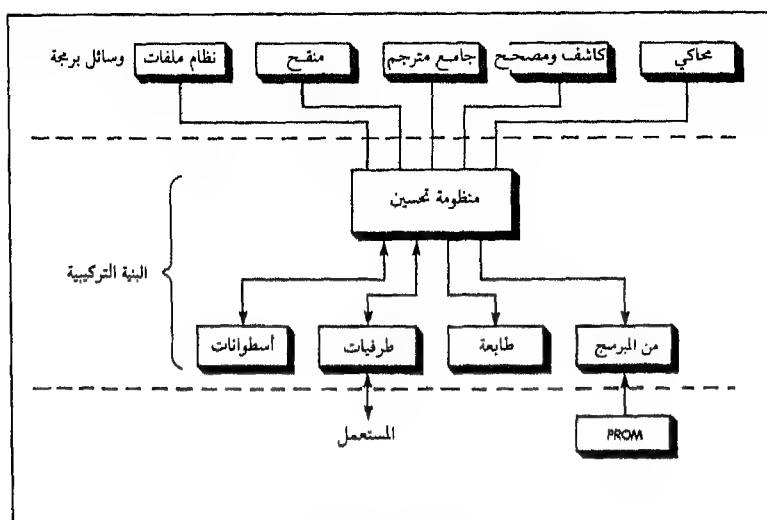 وسائل برمجة
نظام ملفات
منقح
جامع مترجم
كاشف ومصحح
محاكي
منظومة تحسين
البنية التركيبية
أسطوانات
طرفيات
طابعة
من المبرمج
المستعمل
PROM